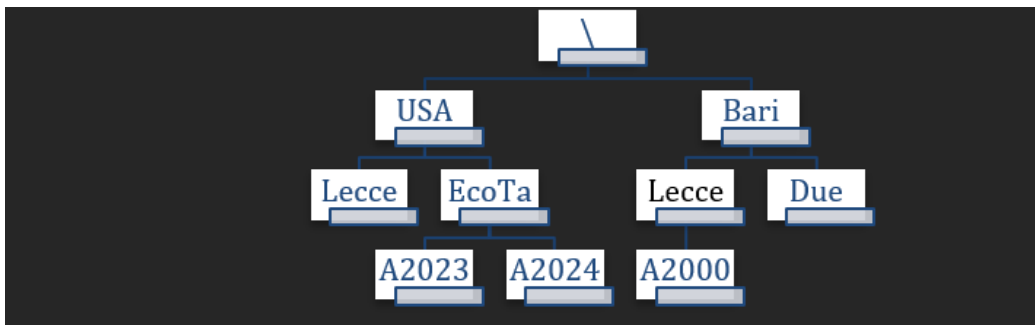 \
USA
Bari
Lecce
EcoTa
Lecce
Due
A2023
A2024
A2000